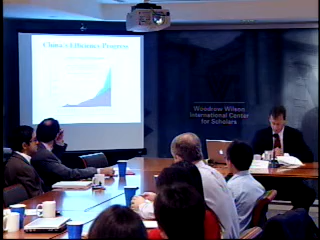 China's Efficiency Progress
Woodrow Wilson
International Center
for Scholars